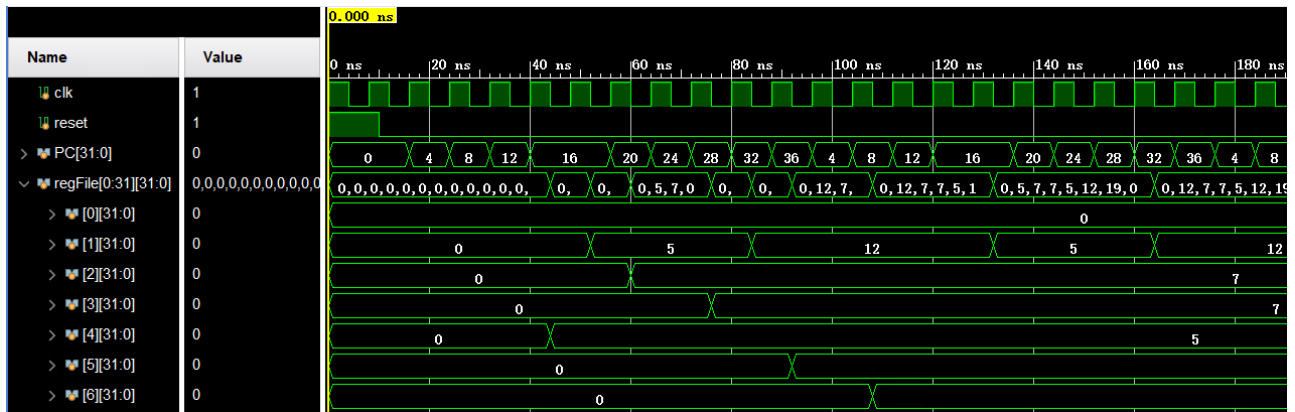 0.000 ns
Name Value
0 ns 20 ns 40 ns 60 ns 80 ns 100 ns 120 ns 140 ns 160 ns 180 ns
clk 1
reset 1
PC[31:0] 0 0 4 8 12 16 20 24 28 32 36 4 8 12 16 20 24 28 32 36 4 8
regFile[0:31][31:0] 0,0,0,0,0,0,0,0,0,0,0 0,0,0,0,0,0,0,0,0,0,0,0, 0, 0, 0,5,7,0 0, 0, 0,12,7, 0,12,7,7,5,1 0,5,7,7,5,12,19,0 0,12,7,7,5,12,19
[0][31:0] 0 0
[1][31:0] 0 0 5 12 5 12
[2][31:0] 0 0 7
[3][31:0] 0 0 7
[4][31:0] 0 0 5
[5][31:0] 0 0
[6][31:0] 0 0